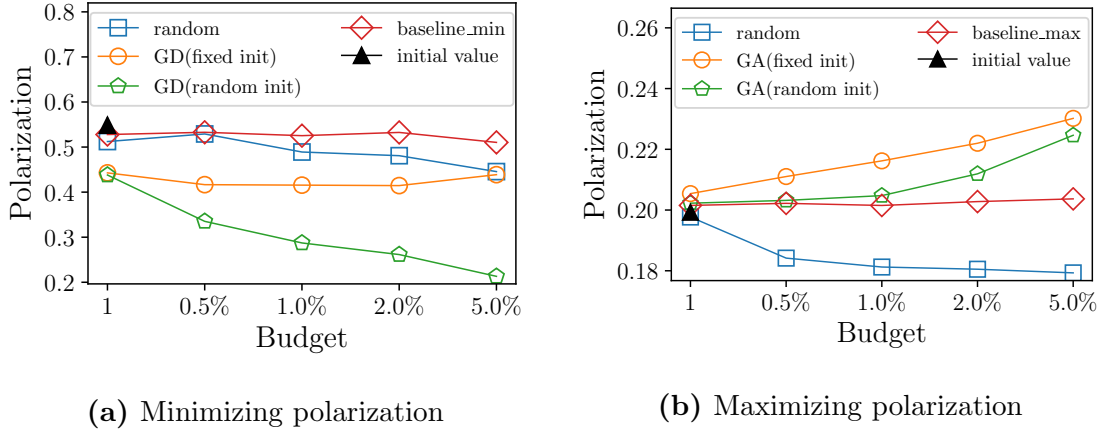 0.8
0.7
0.6
0.5
0.4
0.3
0.2
Polarization
random
GD(fixed init)
GD(random init)
baseline_min
initial value
1
0.5%
1.0%
2.0%
5.0%
Budget
(a) Minimizing polarization
0.26
0.24
0.22
0.20
0.18
Polarization
random
GA(fixed init)
GA(random init)
baseline_max
initial value
1
0.5%
1.0%
2.0%
5.0%
Budget
(b) Maximizing polarization